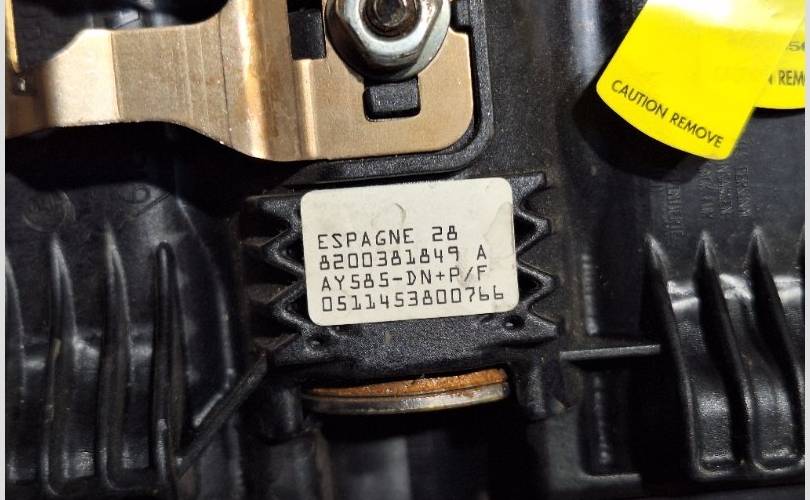 CAUTION REMOVE
ESPAGNE 28
8200381849 A
AY585-DN+P/F
0511453800766